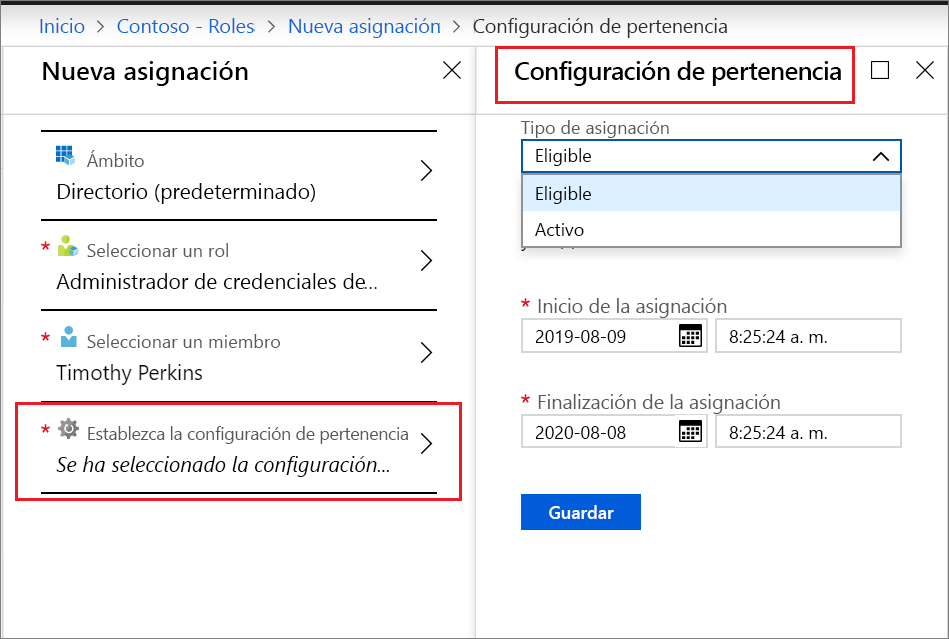 Inicio > Contoso - Roles > Nueva asignación > Configuración de pertenencia
Nueva asignación
Ámbito
Directorio (predeterminado)
* Seleccionar un rol
Administrador de credenciales de...
* Seleccionar un miembro
Timothy Perkins
* Establezca la configuración de pertenencia
Se ha seleccionado la configuración...
Configuración de pertenencia
Tipo de asignación
Eligible
Eligible
Activo
* Inicio de la asignación
2019-08-09 8:25:24 a. m.
* Finalización de la asignación
2020-08-08 8:25:24 a. m.
Guardar